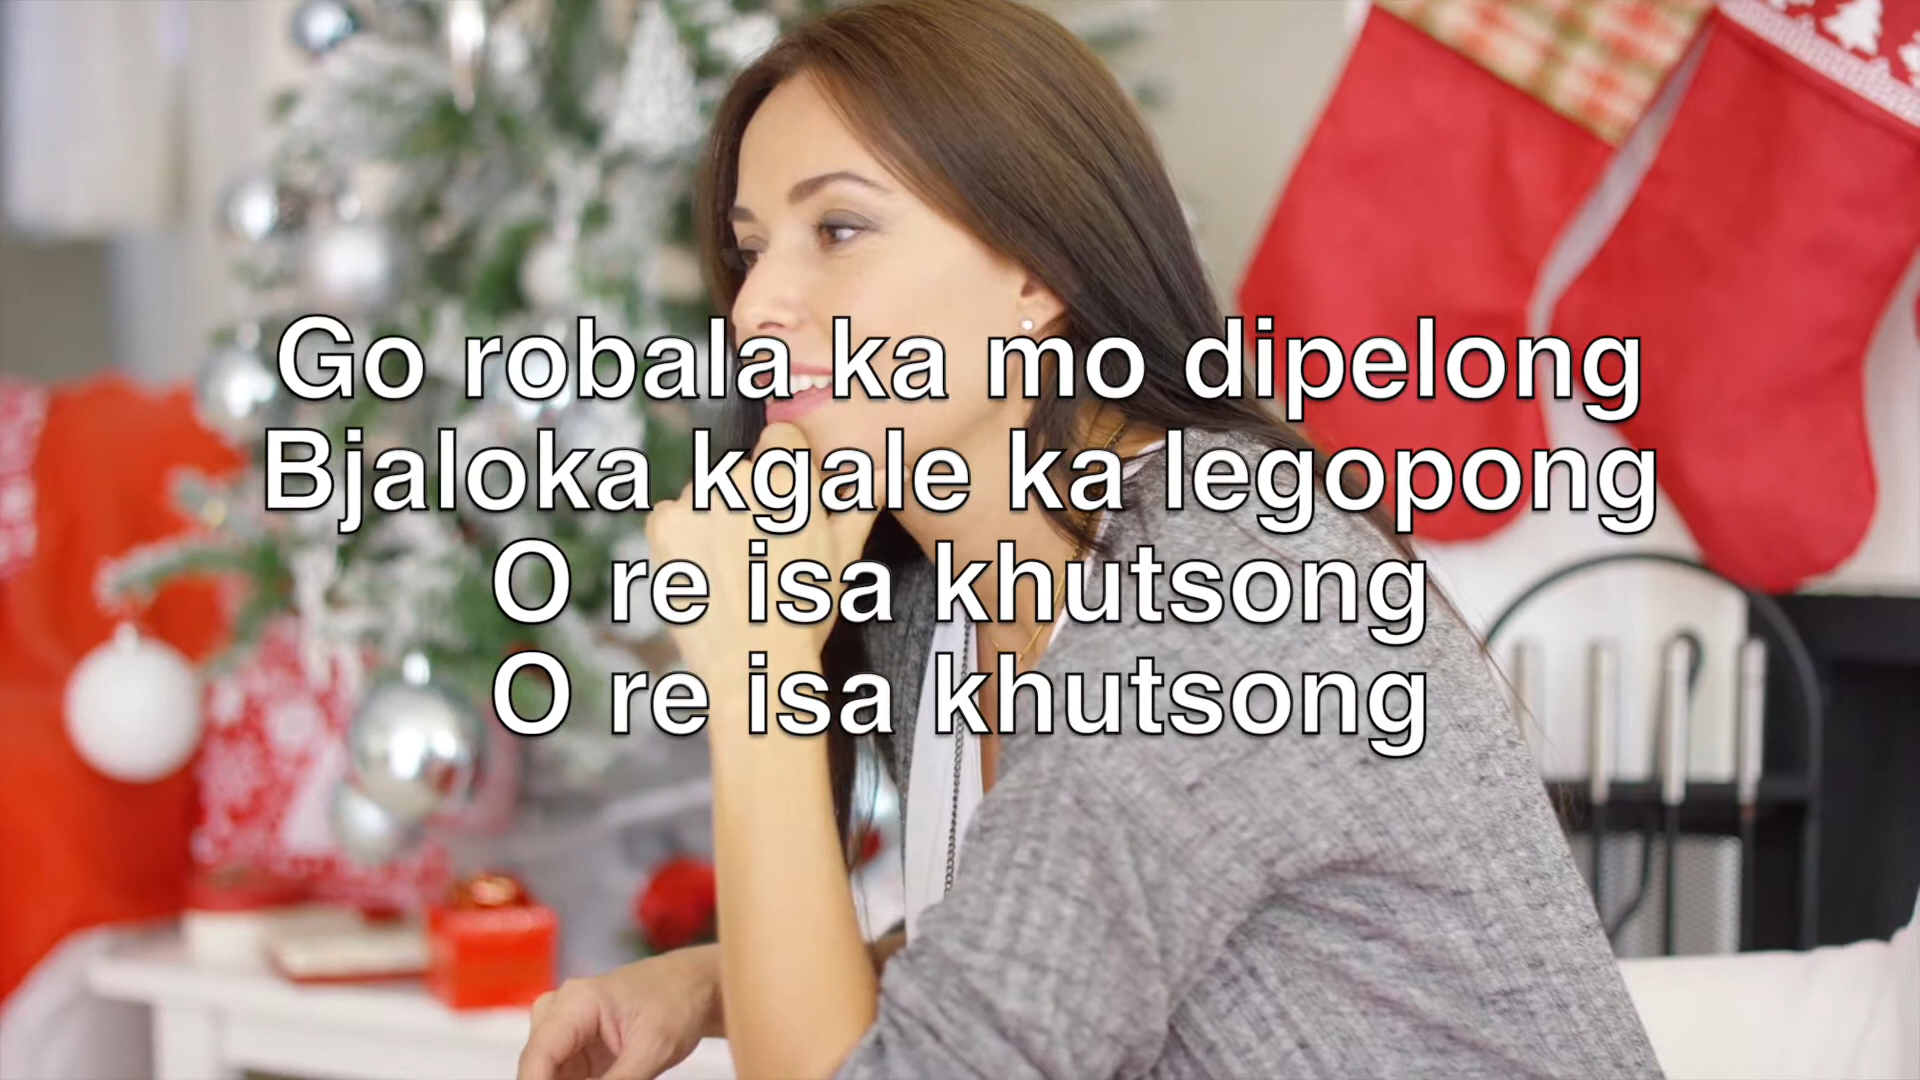 Go robala ka mo dipelong
Bjaloka kgale ka legopong
O re isa khutsong
O re isa khutsong